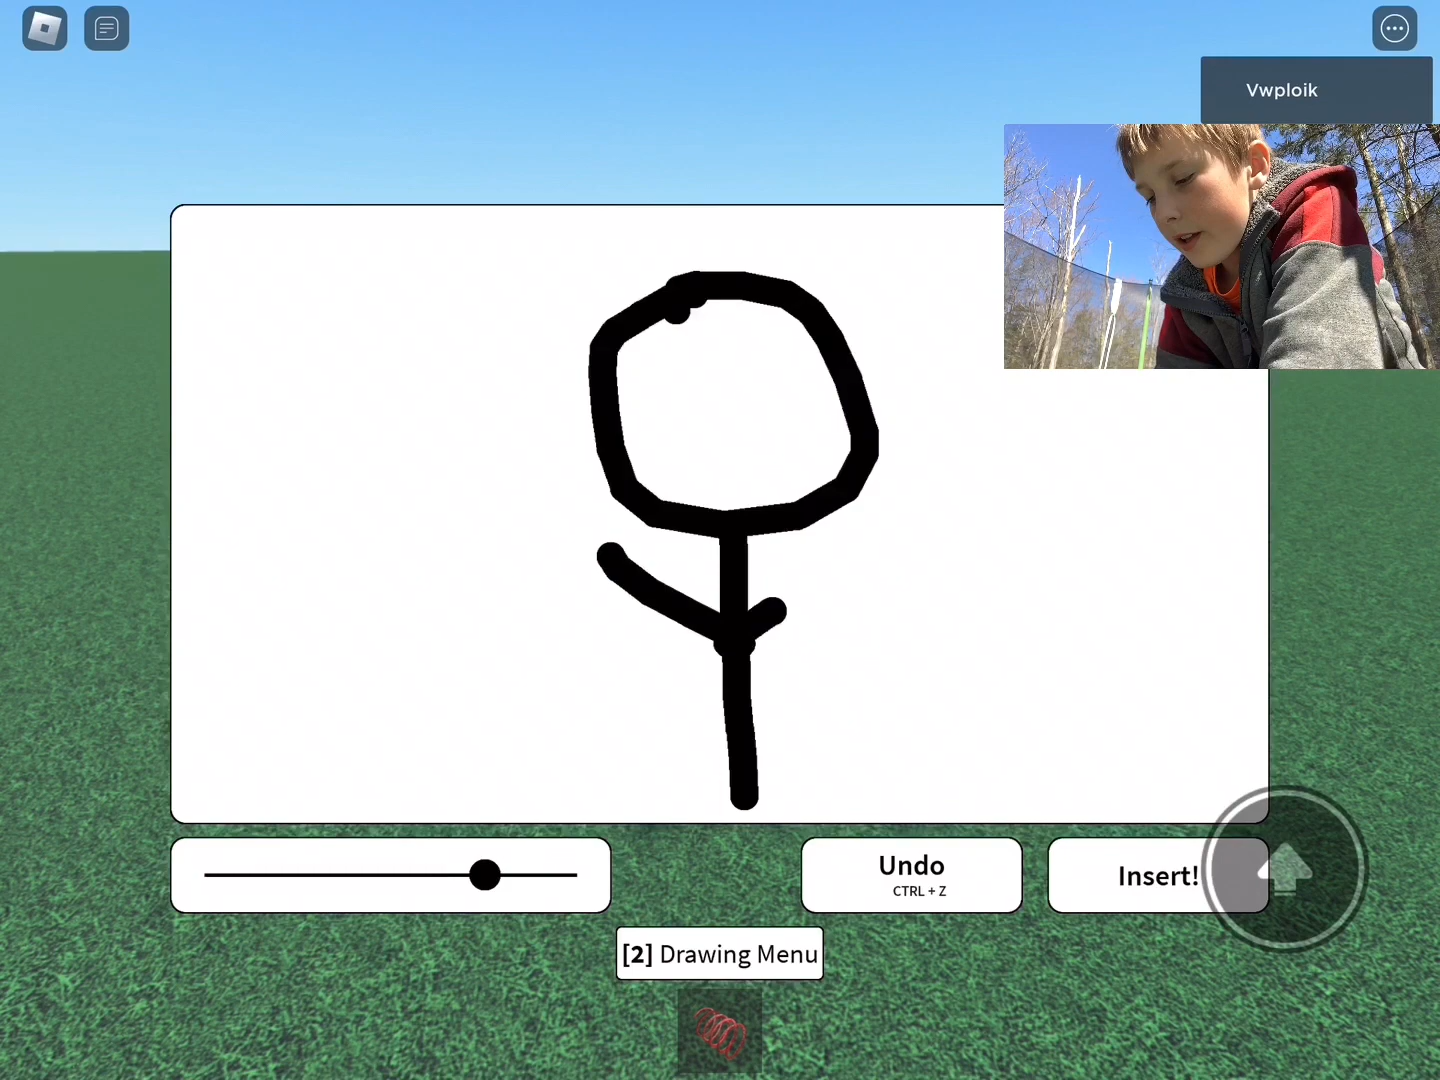 Vwploik
Undo
CTRL + Z
Insert!
[2] Drawing Menu